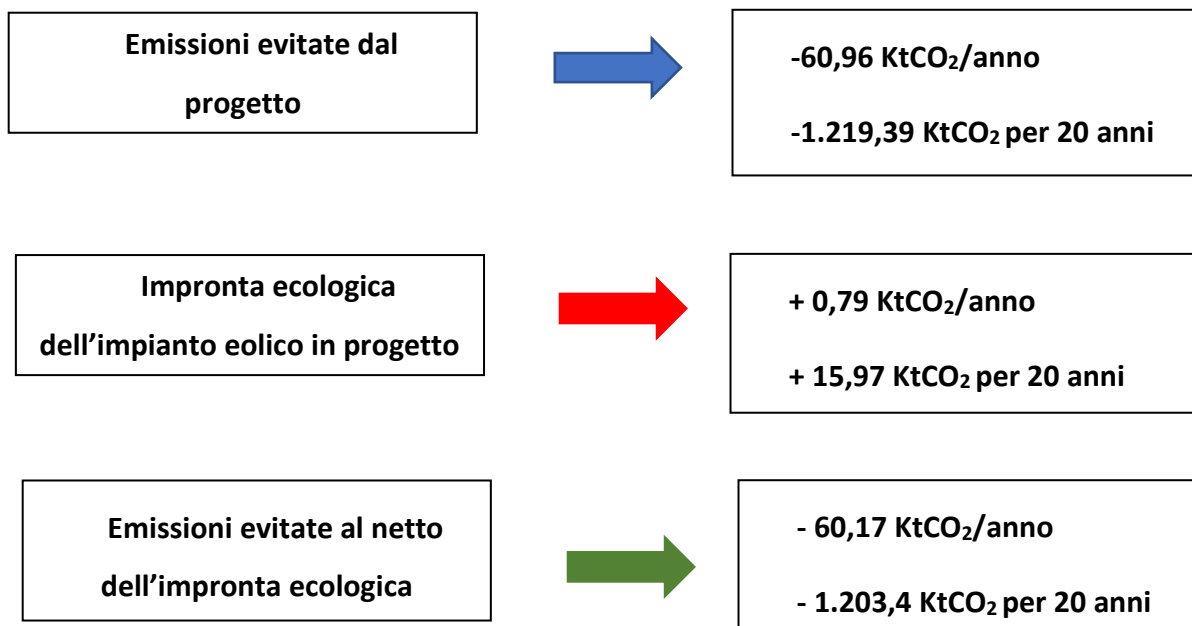 Emissioni evitate dal
progetto
-60,96 KtCO₂/anno
-1.219,39 KtCO₂ per 20 anni
Impronta ecologica
dell’impianto eolico in progetto
+ 0,79 KtCO₂/anno
+ 15,97 KtCO₂ per 20 anni
Emissioni evitate al netto
dell’impronta ecologica
- 60,17 KtCO₂/anno
- 1.203,4 KtCO₂ per 20 anni